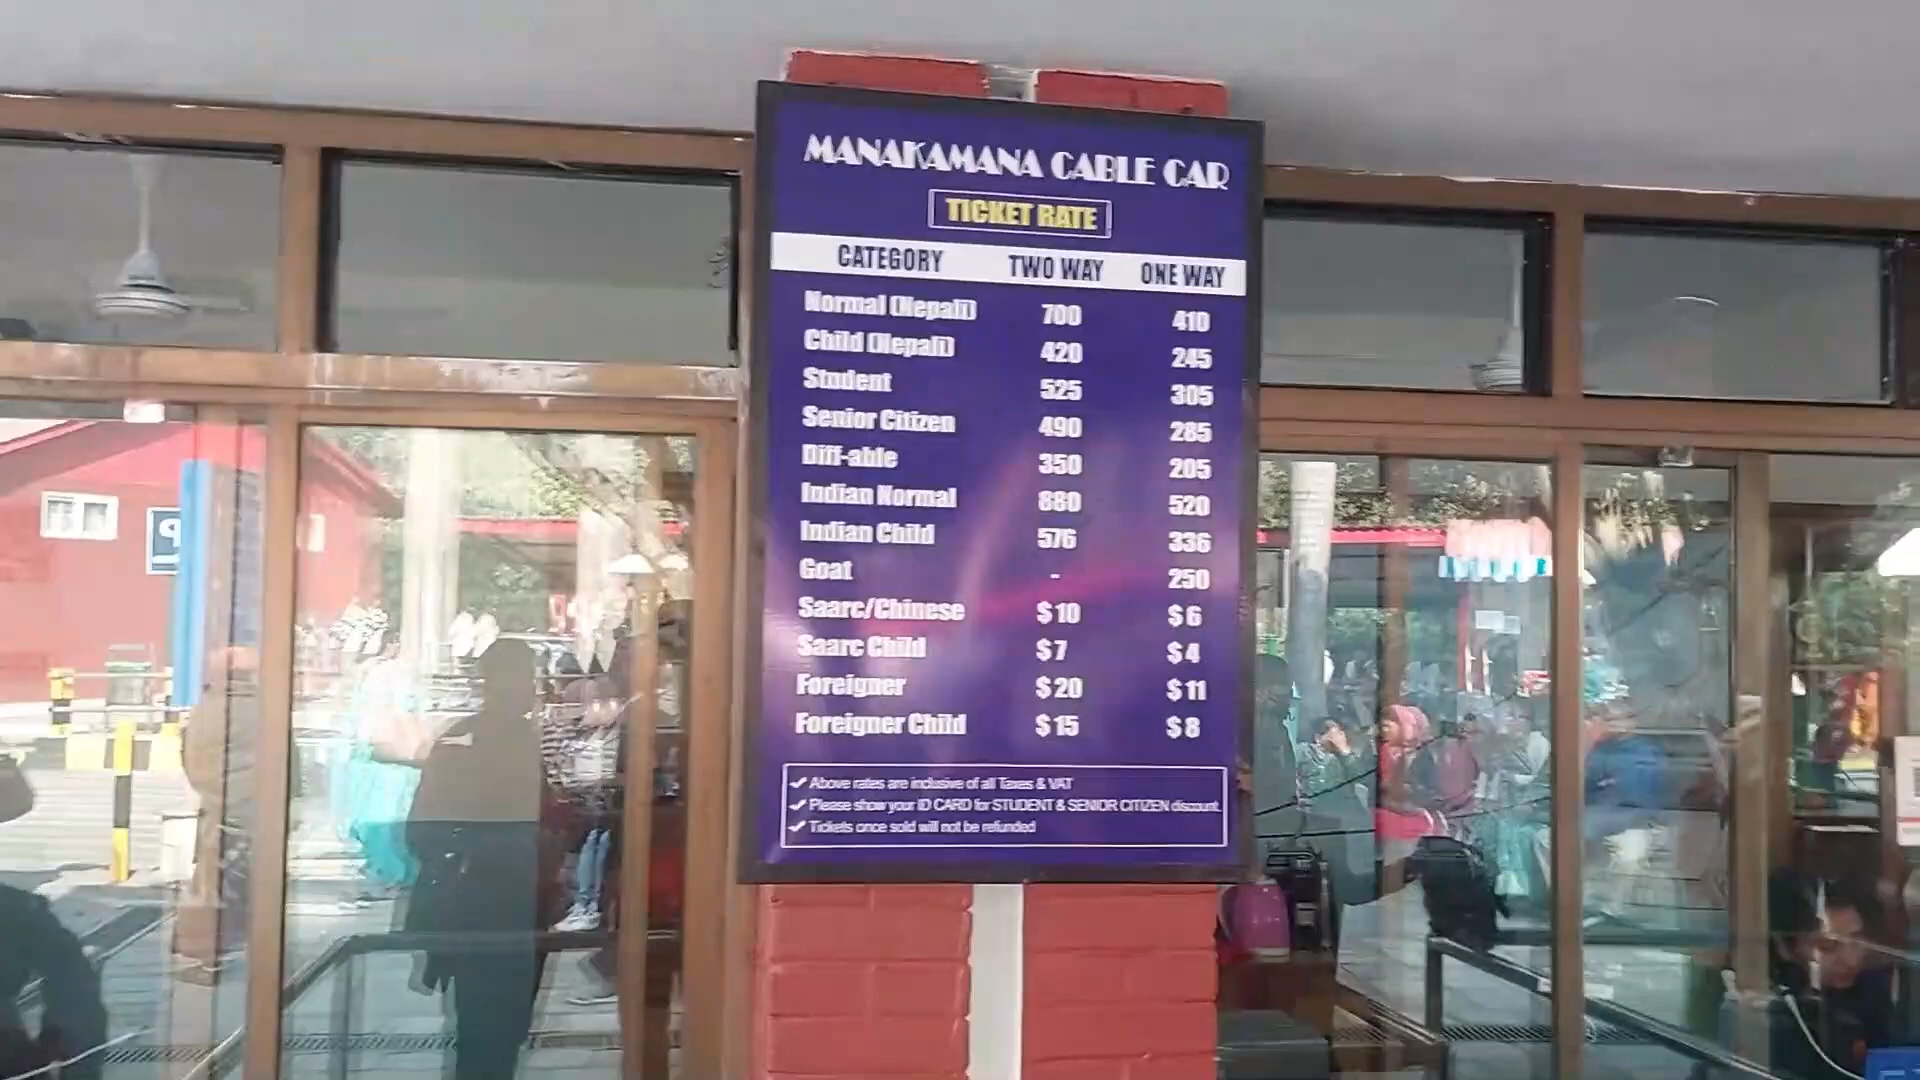 MANAKAMANA CABLE CAR
TICKET RATE
CATEGORY TWO WAY ONE WAY
Normal (Nepali) 700 410
Child (Nepali) 420 245
Student 525 305
Senior Citizen 490 285
Diff-able 350 205
Indian Normal 880 520
Indian Child 576 336
Goat - 250
Saarc/Chinese $10 $6
Saarc Child $7 $4
Foreigner $20 $11
Foreigner Child $15 $8
✓ Above rates are inclusive of all Taxes & VAT
✓ Please show your ID CARD for STUDENT & SENIOR CITIZEN discount.
✓ Tickets once sold will not be refunded